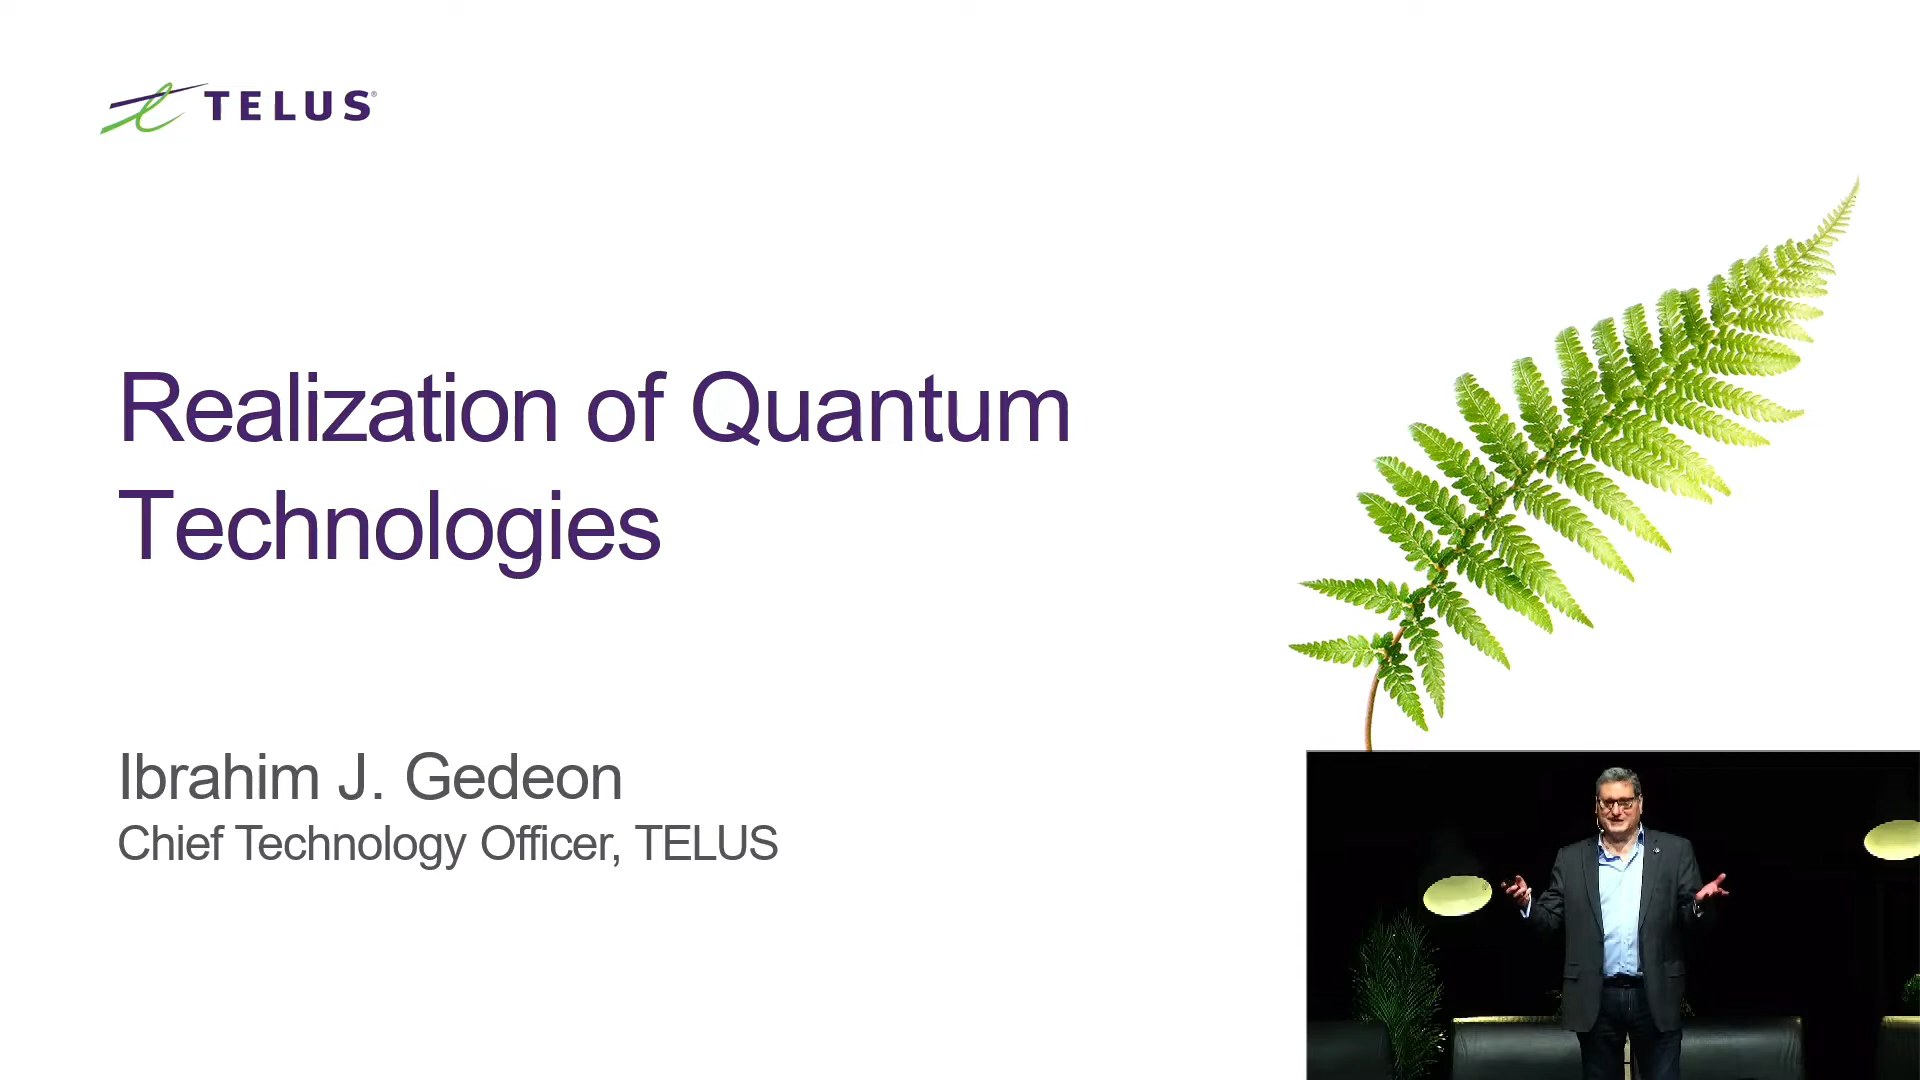 TELUS®
Realization of Quantum
Technologies
Ibrahim J. Gedeon
Chief Technology Officer, TELUS